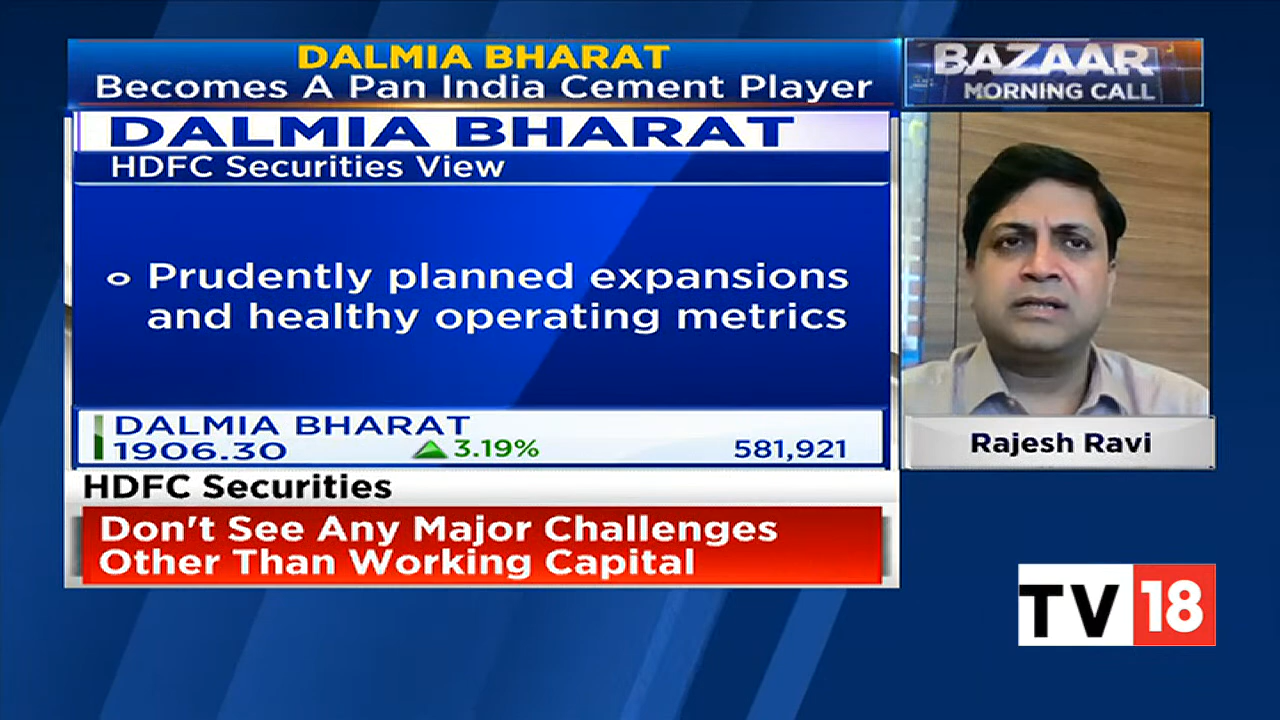 DALMIA BHARAT
Becomes A Pan India Cement Player
BAZAAR
MORNING CALL
DALMIA BHARAT
HDFC Securities View
Prudently planned expansions
and healthy operating metrics
DALMIA BHARAT
1906.30 3.19% 581,921
Rajesh Ravi
HDFC Securities
Don't See Any Major Challenges
Other Than Working Capital
TV 18